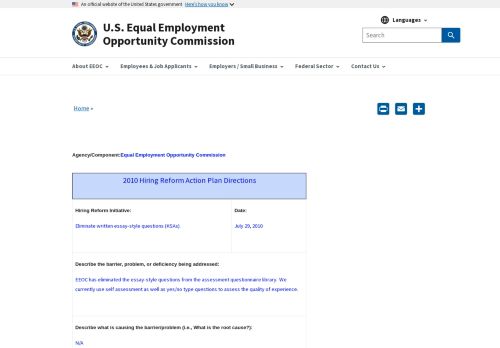 An official website of the United States government Here's how you know
U.S. Equal Employment
Opportunity Commission
Languages
Search
About EEOC
Employees & Job Applicants
Employers / Small Business
Federal Sector
Contact Us
Home »
Agency/Component:Equal Employment Opportunity Commission
2010 Hiring Reform Action Plan Directions
Hiring Reform Initiative:
Date:
Eliminate written essay-style questions (KSAs)
July 29, 2010
Describe the barrier, problem, or deficiency being addressed:
EEOC has eliminated the essay-style questions from the assessment questionnaire library. We
currently use self assessment as well as yes/no type questions to assess the quality of experience.
Describe what is causing the barrier/problem (i.e., What is the root cause?):
N/A